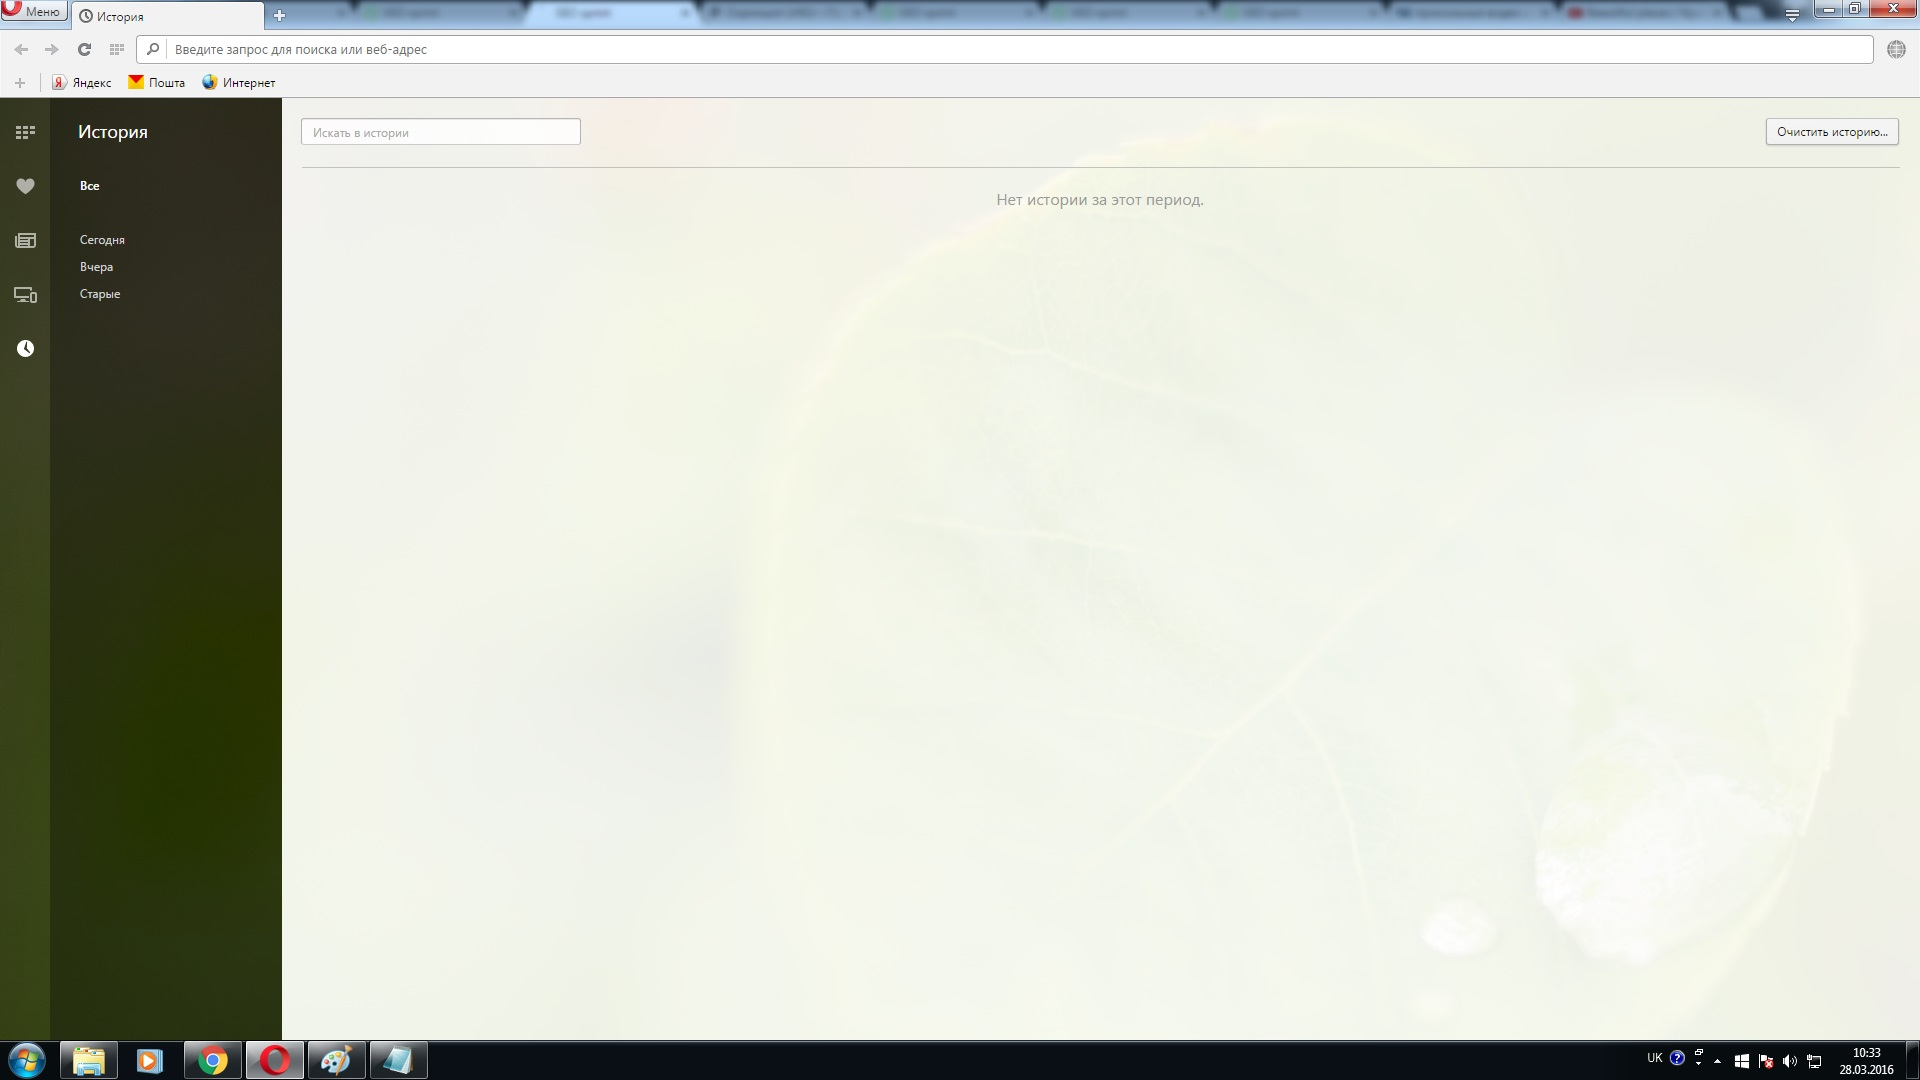 Меню
История
Введите запрос для поиска или веб-адрес
Яндекс
Пошта
Интернет
История
Искать в истории
Очистить историю...
Все
Нет истории за этот период.
Сегодня
Вчера
Старые
UK
10:33
28.03.2016